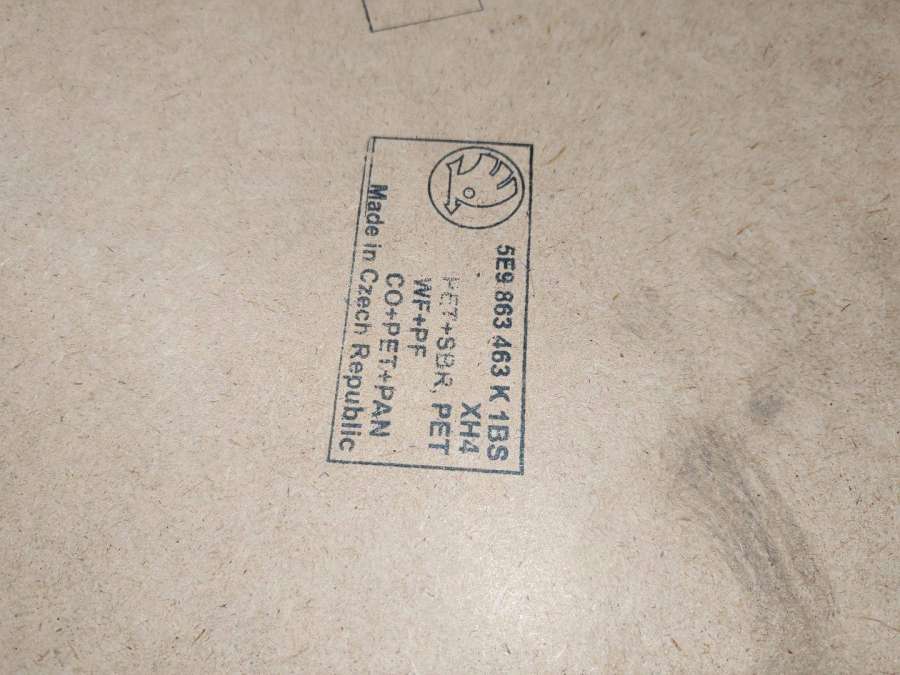 5E9 863 463 K 1BS
XH4
PET+SBR, PET
WF+PF
CO+PET+PAN
Made in Czech Republic